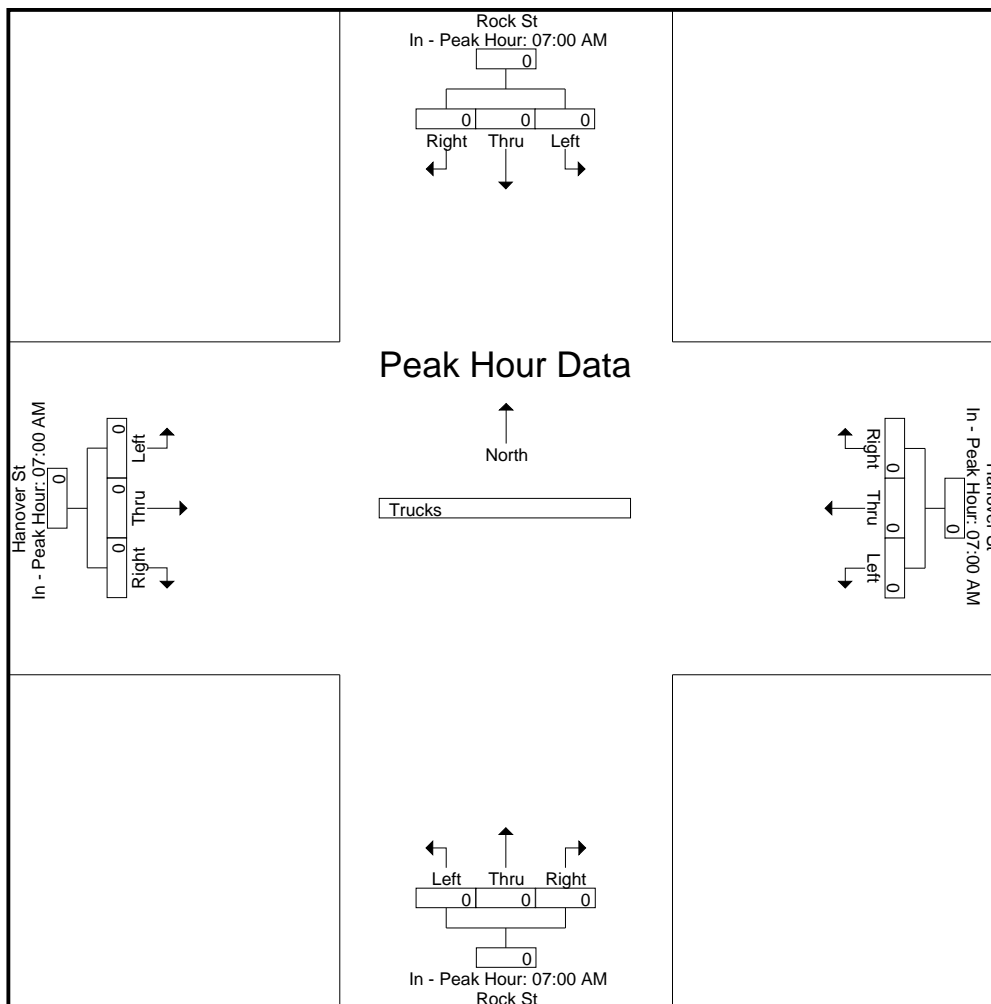 Rock St
In - Peak Hour: 07:00 AM
0
0 0 0
Right Thru Left
Peak Hour Data
North
Trucks
Hanover St
In - Peak Hour: 07:00 AM
0
0 0 0
Left Thru Right
Right Thru Left
0 0 0
0
In - Peak Hour: 07:00 AM
Hanover St
Left Thru Right
0 0 0
0
In - Peak Hour: 07:00 AM
Rock St